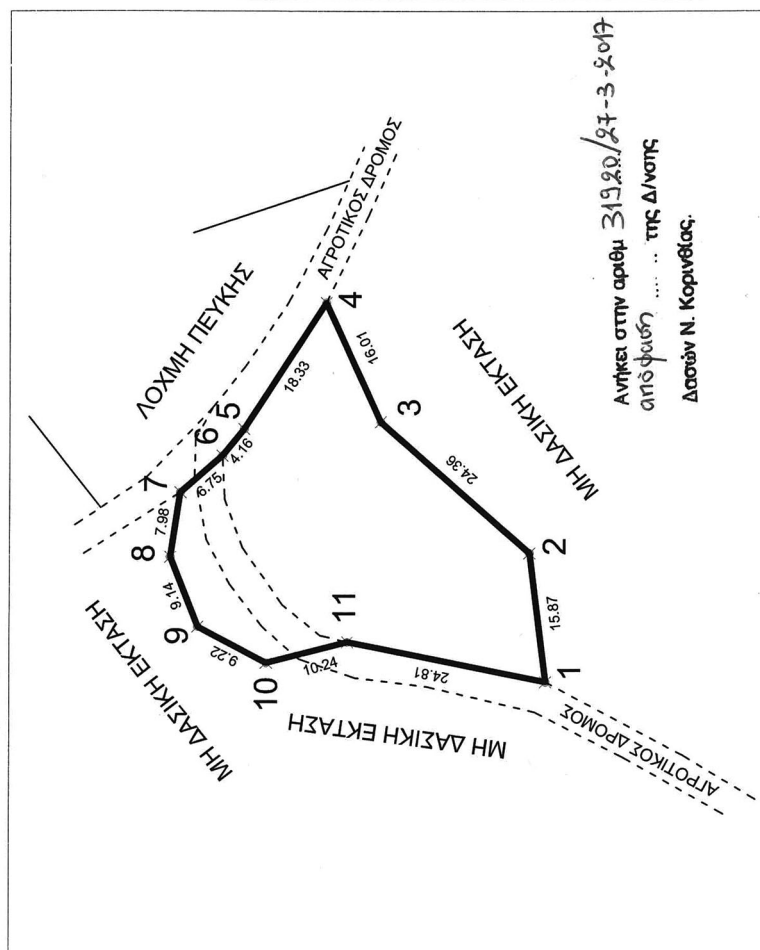 ΛΟΧΜΗ ΠΕΥΚΗΣ
ΑΓΡΟΤΙΚΟΣ ΔΡΟΜΟΣ
ΜΗ ΔΑΣΙΚΗ ΕΚΤΑΣΗ
ΜΗ ΔΑΣΙΚΗ ΕΚΤΑΣΗ
ΜΗ ΔΑΣΙΚΗ ΕΚΤΑΣΗ
ΑΓΡΟΤΙΚΟΣ ΔΡΟΜΟΣ
1
15.87
2
24.36
3
16.01
4
18.33
5
4.16
6
6.75
7
7.98
8
9.14
9
9.22
10
10.24
11
24.81
Ανήκει στην αριθμ 31920/27-3-2017
απόφαση ..... .. της Δ/νσης
Δασών Ν. Κορινθίας.